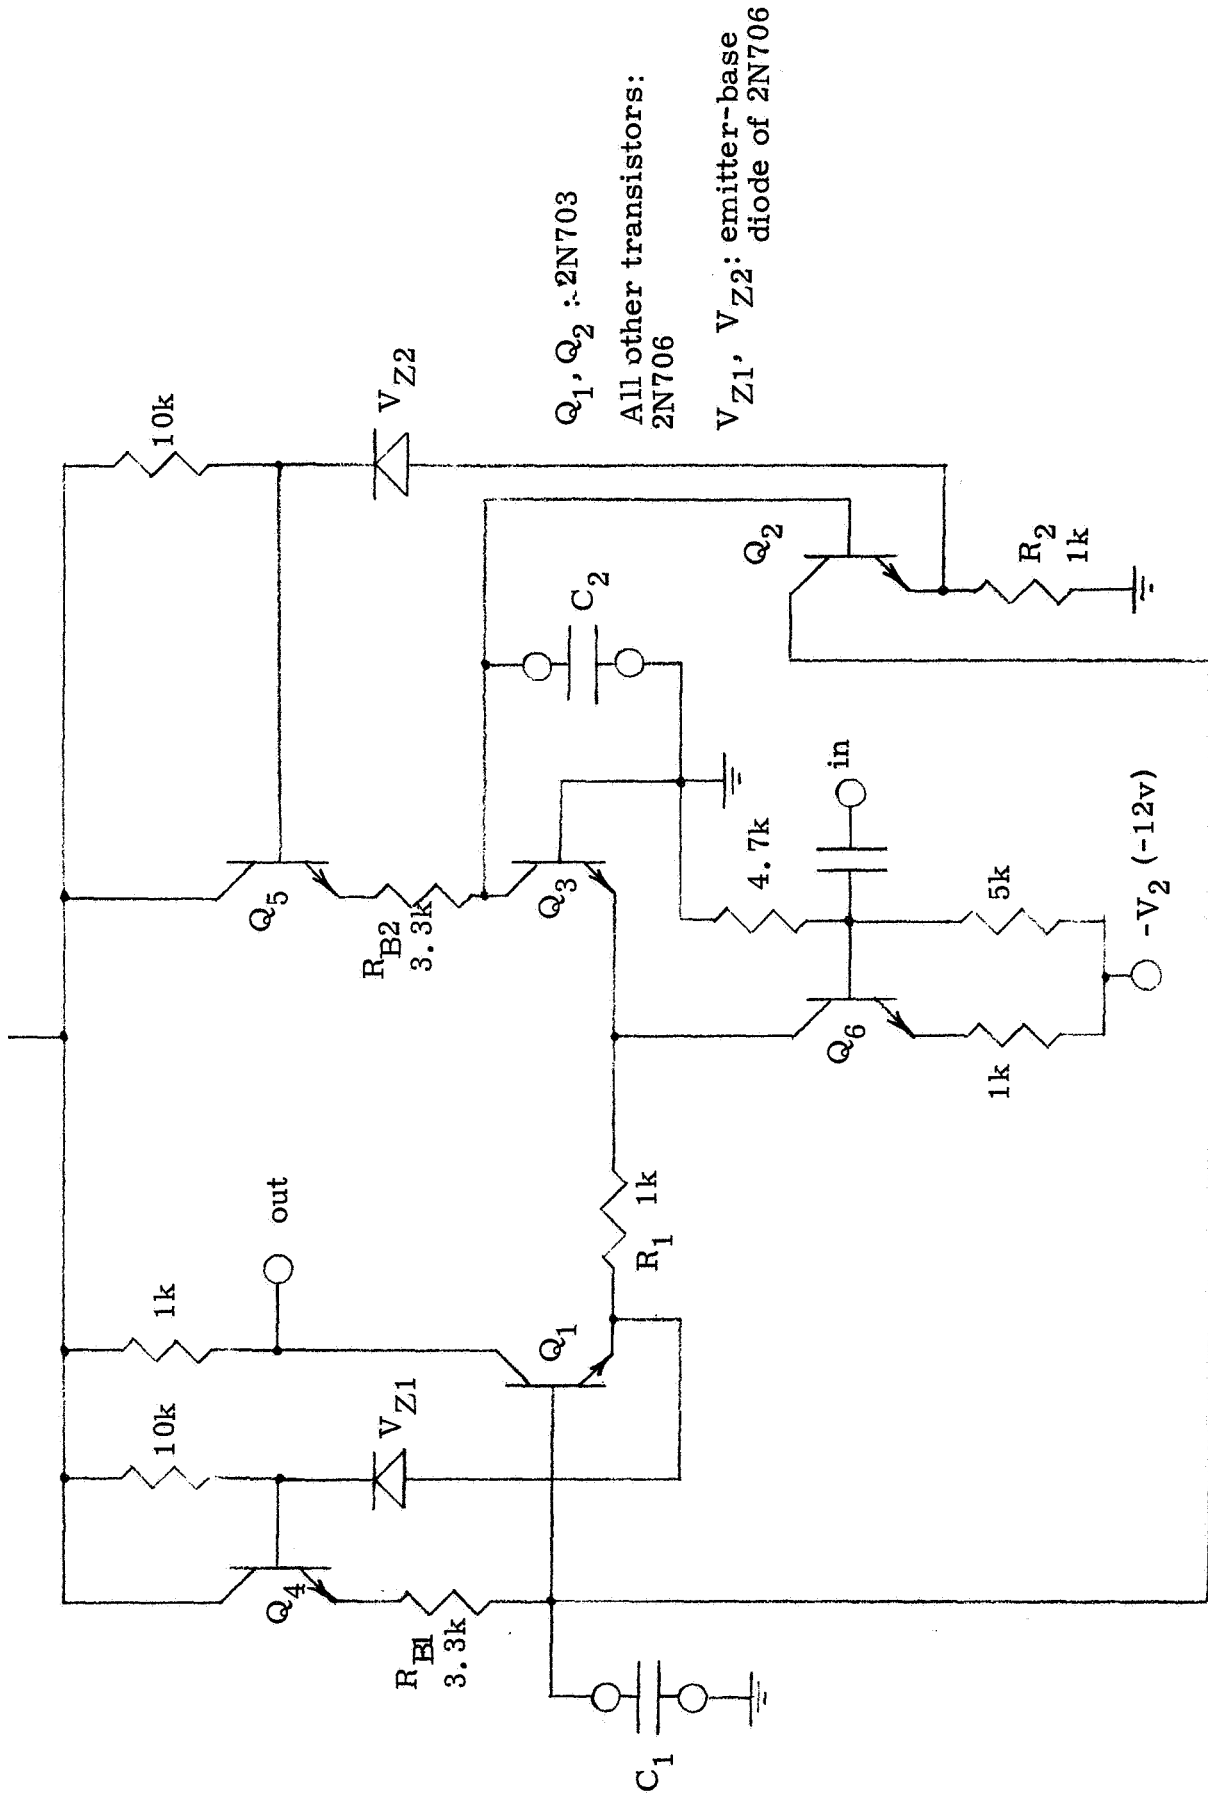 10k
V Z2
Q5
RB2
3.3k
Q3
C2
Q2
R2
1k
in
4.7k
5k
Q6
1k
-V2 (-12v)
out
1k
R1
1k
Q1
10k
VZ1
Q4
3.3k
C1
Q1, Q2 : 2N703
All other transistors:
2N706
VZ1, VZ2: emitter-base
diode of 2N706